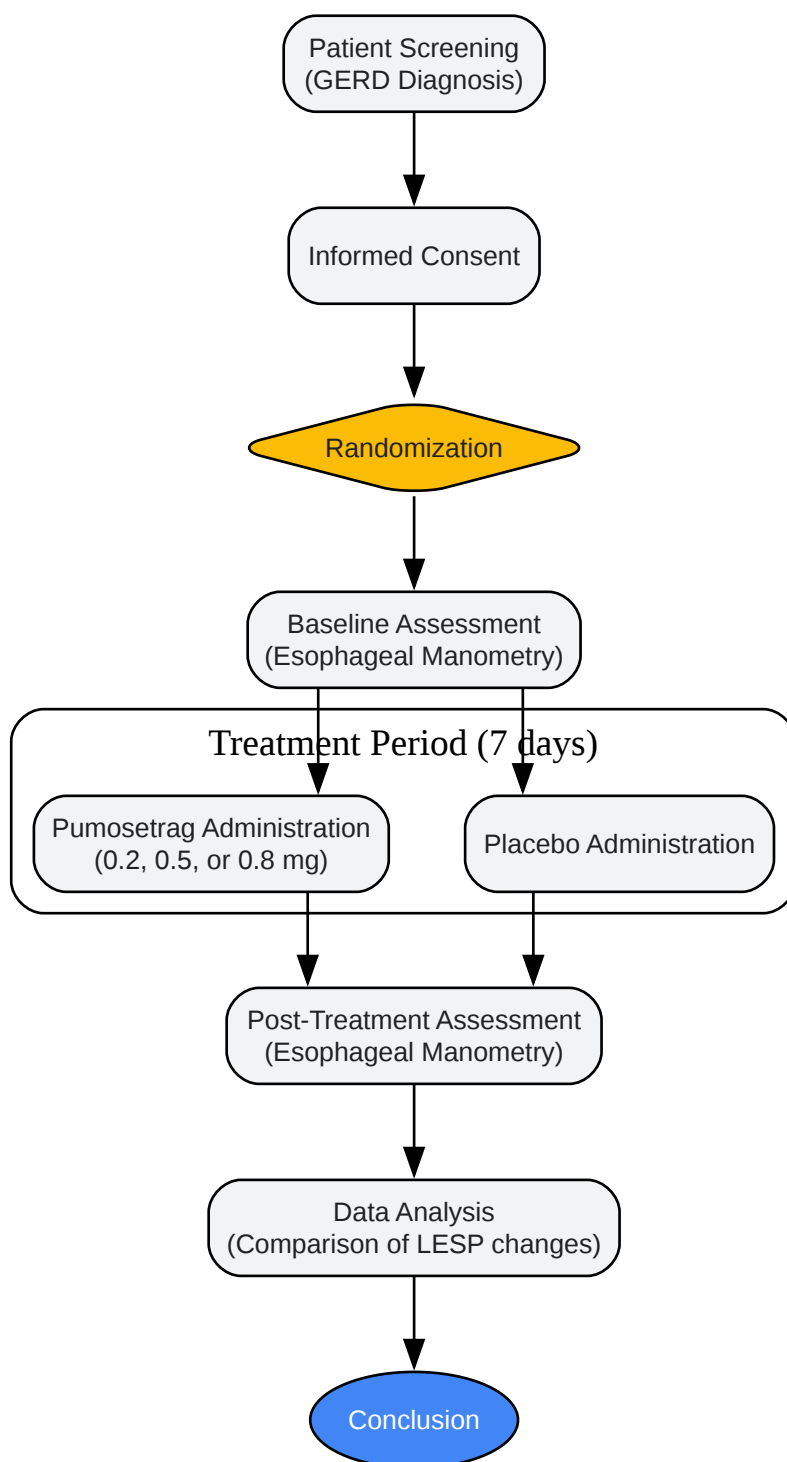 Patient Screening
(GERD Diagnosis)
Informed Consent
Randomization
Baseline Assessment
(Esophageal Manometry)
Treatment Period (7 days)
Pumosetrag Administration
(0.2, 0.5, or 0.8 mg)
Placebo Administration
Post-Treatment Assessment
(Esophageal Manometry)
Data Analysis
(Comparison of LESP changes)
Conclusion